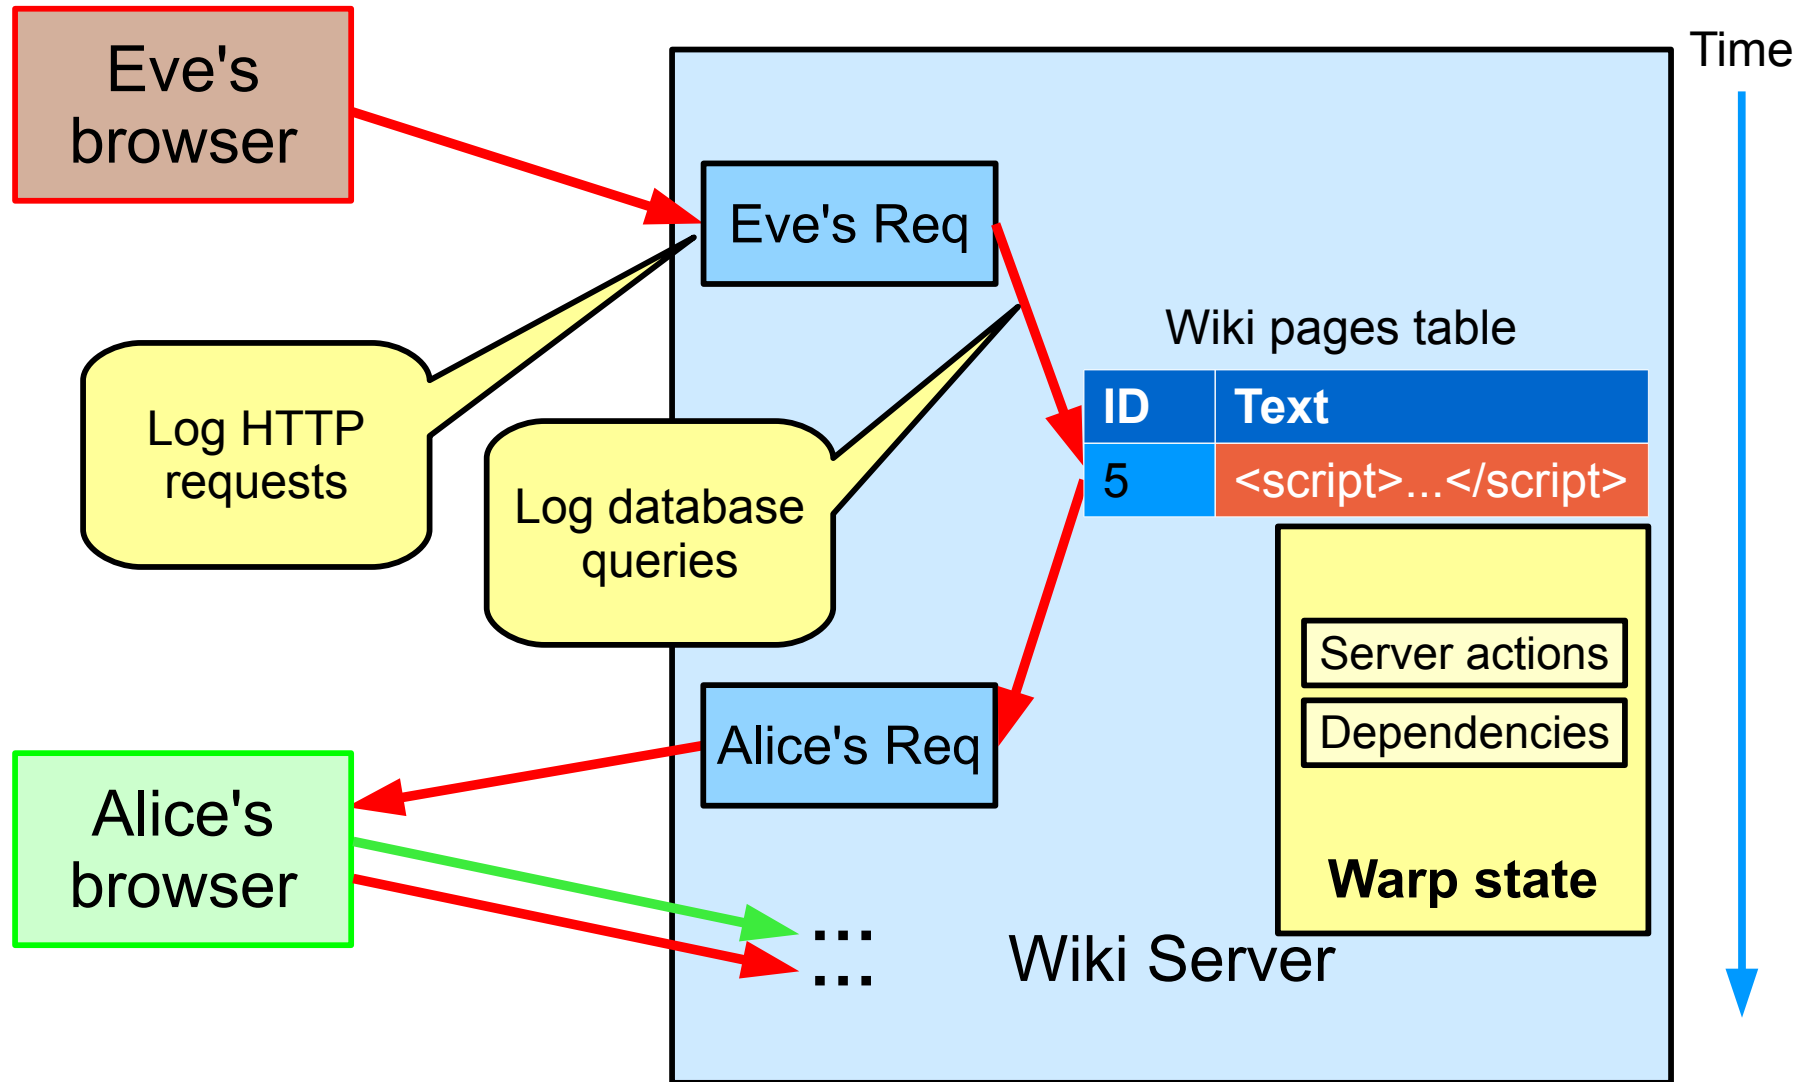 Eve's
browser
Time
Eve's Req
Wiki pages table
ID Text
5 <script>...</script>
Log HTTP
requests
Log database
queries
Server actions
Dependencies
Warp state
Alice's Req
Alice's
browser
...
...
Wiki Server